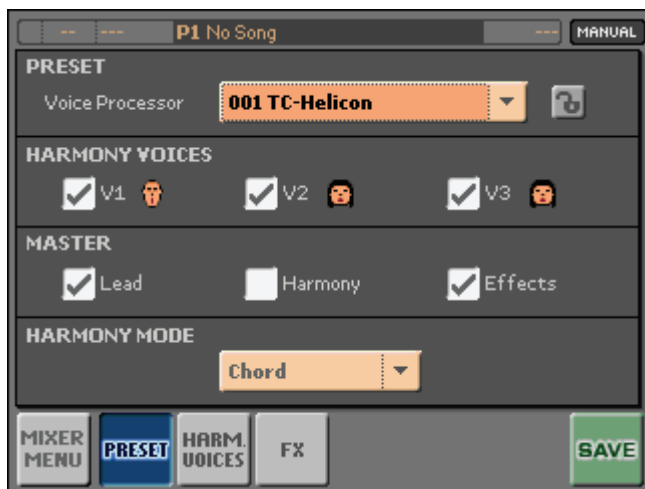 -- --- P1 No Song --- MANUAL
PRESET
Voice Processor 001 TC-Helicon
HARMONY VOICES
V1 V2 V3
MASTER
Lead Harmony Effects
HARMONY MODE
Chord
MIXER MENU PRESET HARM. VOICES FX SAVE